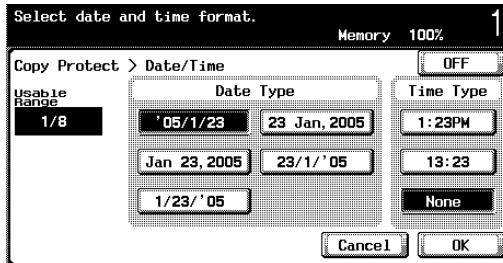 Select date and time format.
1
Memory 100%
Copy Protect > Date/Time
OFF
Usable
Range
1/8
Date Type
Time Type
'05/1/23
23 Jan,2005
1:23PM
Jan 23,2005
23/1/'05
13:23
1/23/'05
None
Cancel
OK